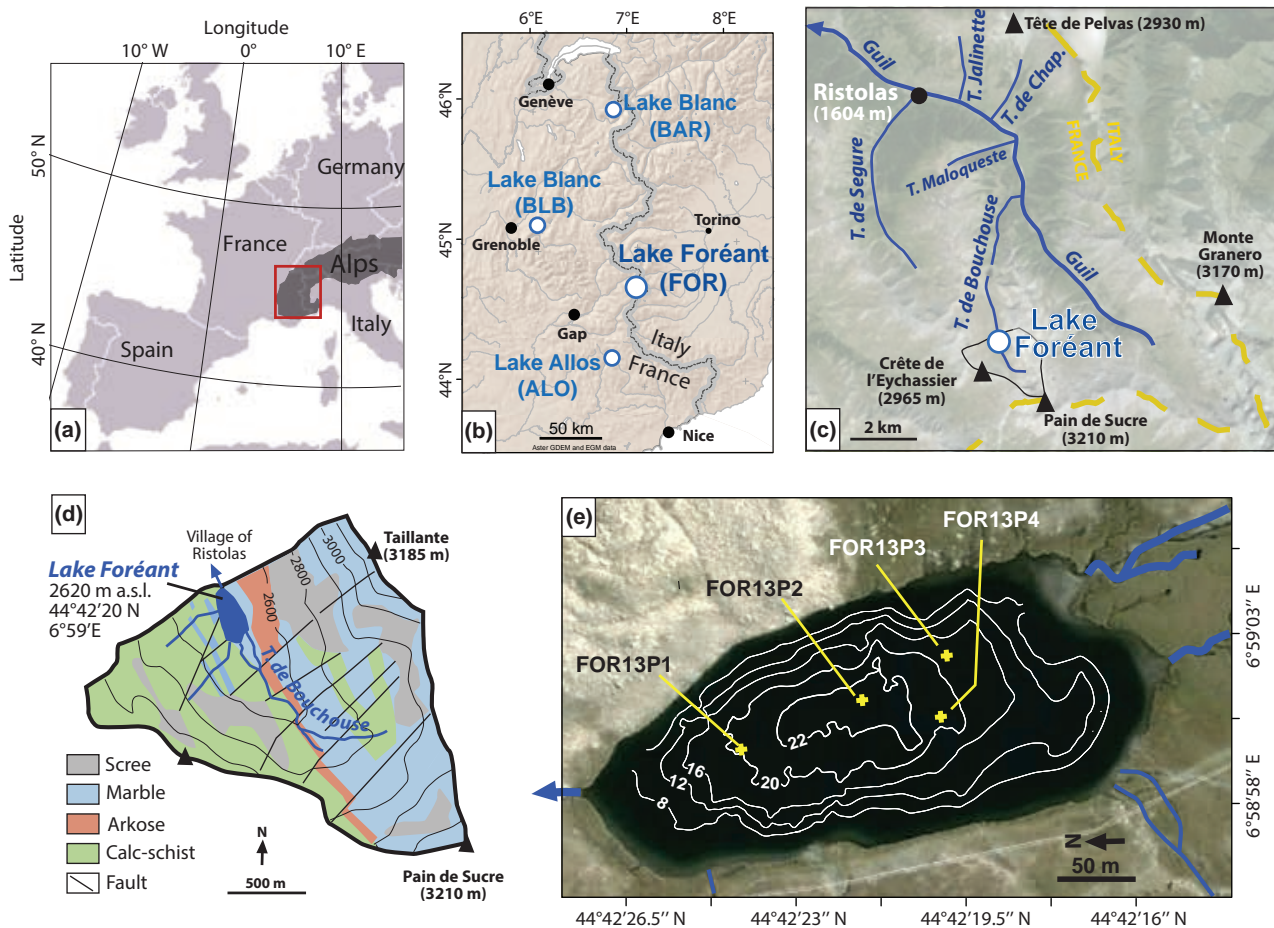 Longitude
10° W
0°
10° E
Latitude
50° N
40° N
Germany
France
Alps
Italy
Spain
(a)
6°E
7°E
8°E
46°N
45°N
44°N
Genève
Lake Blanc
(BAR)
Lake Blanc
(BLB)
Grenoble
Torino
Lake Foréant
(FOR)
Gap
Italy
France
Lake Allos
(ALO)
50 km
Nice
Aster GDEM and EGM data
(b)
Tête de Pelvas (2930 m)
Guil
T. Jalinette
T. de Chap.
Ristolas
(1604 m)
ITALY
FRANCE
T. de Segure
T. Maloqueste
T. de Bouchouse
Guil
Monte
Granero
(3170 m)
Lake
Foréant
Crête de
l'Eychassier
(2965 m)
Pain de Sucre
(3210 m)
2 km
(c)
(d)
Village of
Ristolas
Taillante
(3185 m)
Lake Foréant
2620 m a.s.l.
44°42'20 N
6°59'E
3000
2800
2600
T. de Bouchouse
Scree
Marble
Arkose
Calc-schist
Fault
N
500 m
Pain de Sucre
(3210 m)
(e)
FOR13P4
FOR13P3
FOR13P2
FOR13P1
22
20
16
12
8
N
50 m
6°59'03'' E
6°58'58'' E
44°42'26.5'' N
44°42'23'' N
44°42'19.5'' N
44°42'16'' N